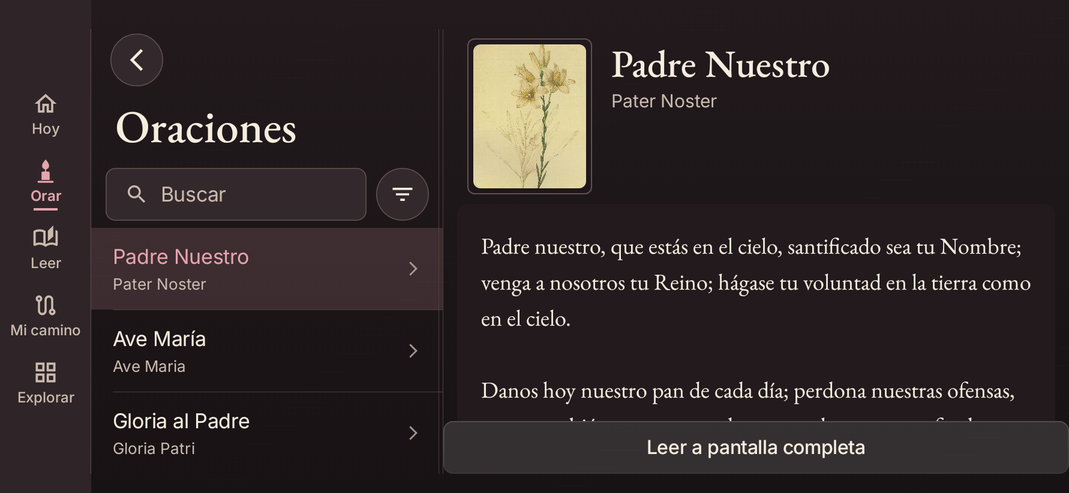 Hoy
Orar
Leer
Mi camino
Explorar
Oraciones
Buscar
Padre Nuestro
Pater Noster
Ave María
Ave Maria
Gloria al Padre
Gloria Patri
Padre Nuestro
Pater Noster
Padre nuestro, que estás en el cielo, santificado sea tu Nombre;
venga a nosotros tu Reino; hágase tu voluntad en la tierra como
en el cielo.
Danos hoy nuestro pan de cada día; perdona nuestras ofensas,
Leer a pantalla completa